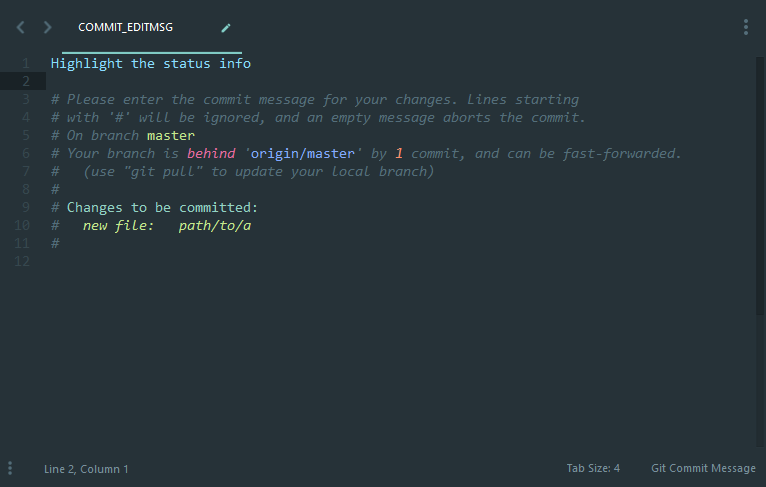 COMMIT_EDITMSG
1 Highlight the status info
2
3 # Please enter the commit message for your changes. Lines starting
4 # with '#' will be ignored, and an empty message aborts the commit.
5 # On branch master
6 # Your branch is behind 'origin/master' by 1 commit, and can be fast-forwarded.
7 #   (use "git pull" to update your local branch)
8 #
9 # Changes to be committed:
10 #   new file:   path/to/a
11 #
12
Line 2, Column 1 Tab Size: 4 Git Commit Message